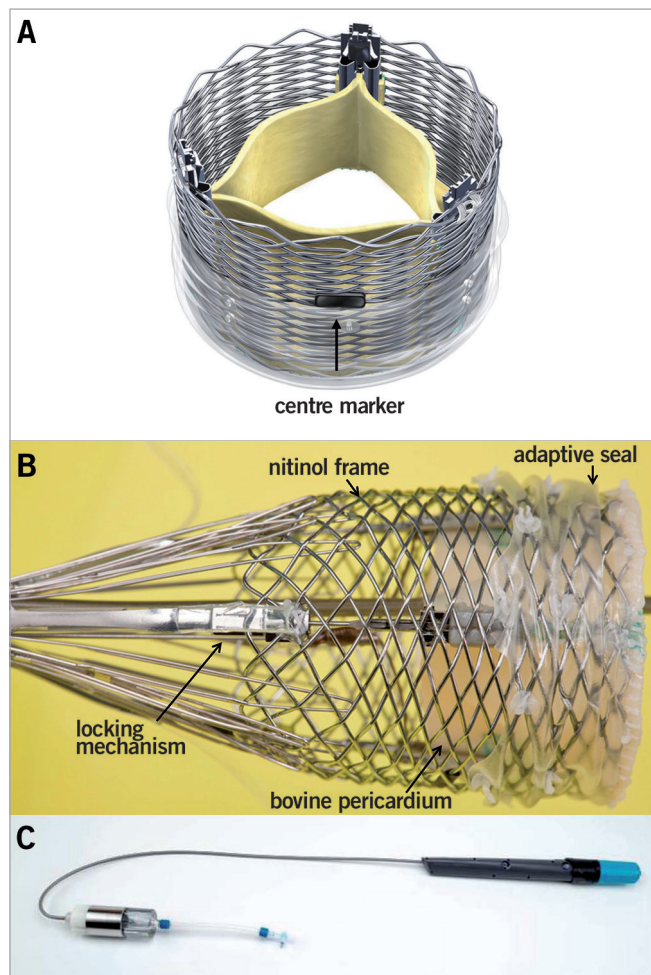 A
centre marker
B
nitinol frame
adaptive seal
locking
mechanism
bovine pericardium
C